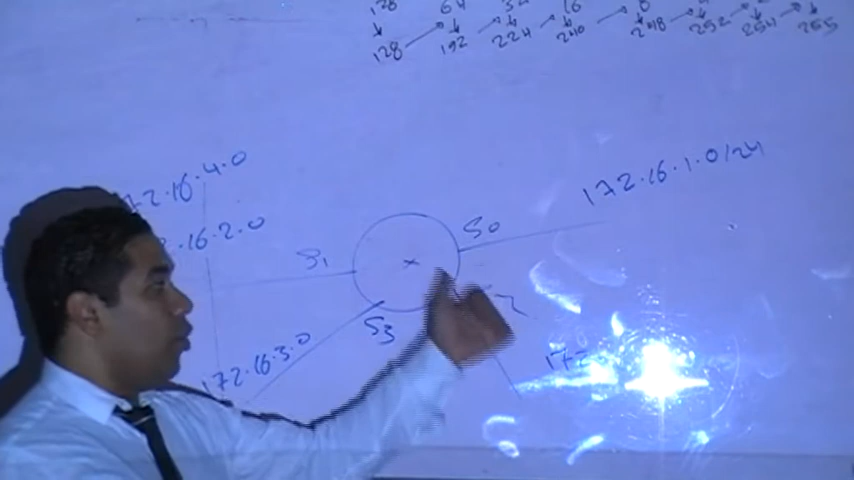 128 64 32 16 8
128 192 224 240 248 252 254 255
172.16.4.0
172.16.1.0/24
.16.2.0
S0
S1
S3
172.16.3.0